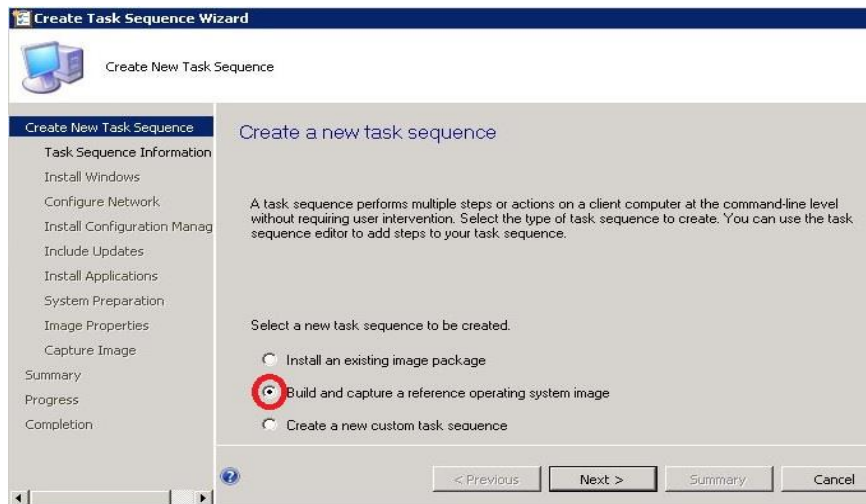 Create Task Sequence Wizard
Create New Task Sequence
Create New Task Sequence
Task Sequence Information
Install Windows
Configure Network
Install Configuration Manag
Include Updates
Install Applications
System Preparation
Image Properties
Capture Image
Summary
Progress
Completion
Create a new task sequence
A task sequence performs multiple steps or actions on a client computer at the command-line level
without requiring user intervention. Select the type of task sequence to create. You can use the task
sequence editor to add steps to your task sequence.
Select a new task sequence to be created.
Install an existing image package
Build and capture a reference operating system image
Create a new custom task sequence
< Previous Next > Summary Cancel